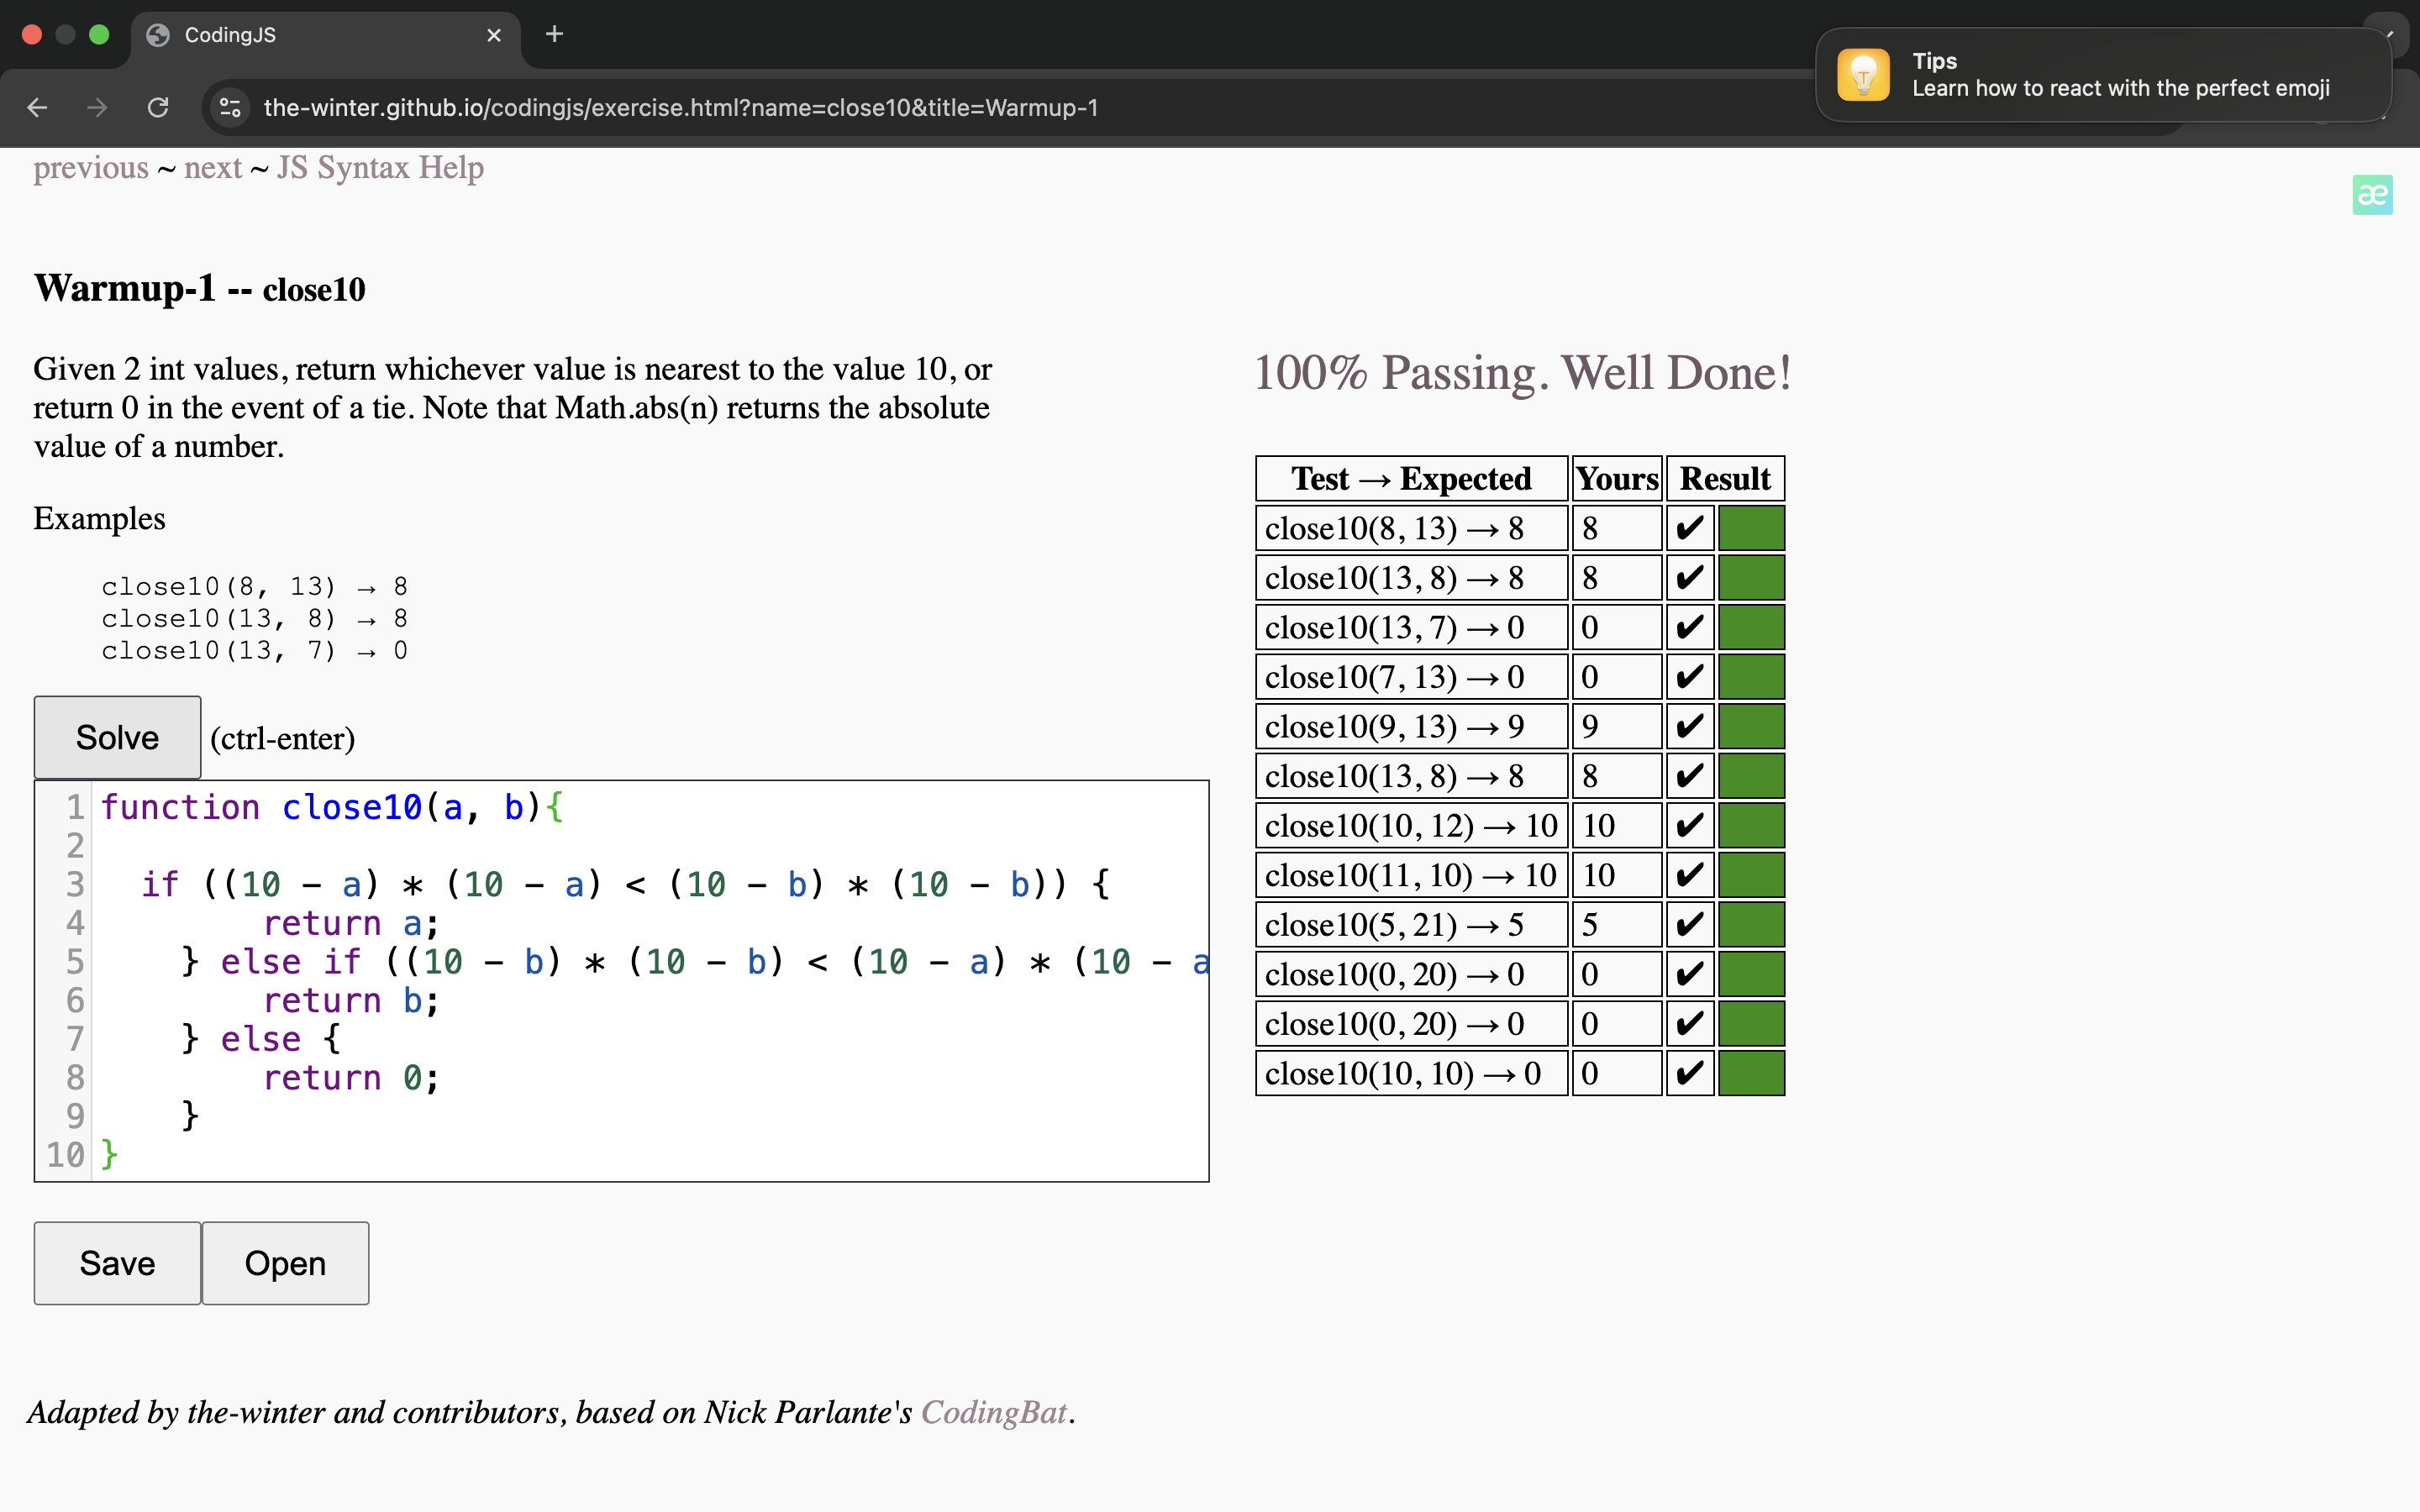 CodingJS
Tips
Learn how to react with the perfect emoji
the-winter.github.io/codingjs/exercise.html?name=close10&title=Warmup-1
previous ~ next ~ JS Syntax Help
æ
Warmup-1 -- close10
Given 2 int values, return whichever value is nearest to the value 10, or
return 0 in the event of a tie. Note that Math.abs(n) returns the absolute
value of a number.
Examples
close10(8, 13) → 8
close10(13, 8) → 8
close10(13, 7) → 0
Solve (ctrl-enter)
1 function close10(a, b){
2
3 if ((10 - a) * (10 - a) < (10 - b) * (10 - b)) {
4 return a;
5 } else if ((10 - b) * (10 - b) < (10 - a) * (10 - a
6 return b;
7 } else {
8 return 0;
9 }
10 }
Save Open
100% Passing. Well Done!
Test → Expected Yours Result
close10(8, 13) → 8 8 ✔
close10(13, 8) → 8 8 ✔
close10(13, 7) → 0 0 ✔
close10(7, 13) → 0 0 ✔
close10(9, 13) → 9 9 ✔
close10(13, 8) → 8 8 ✔
close10(10, 12) → 10 10 ✔
close10(11, 10) → 10 10 ✔
close10(5, 21) → 5 5 ✔
close10(0, 20) → 0 0 ✔
close10(0, 20) → 0 0 ✔
close10(10, 10) → 0 0 ✔
Adapted by the-winter and contributors, based on Nick Parlante's CodingBat.